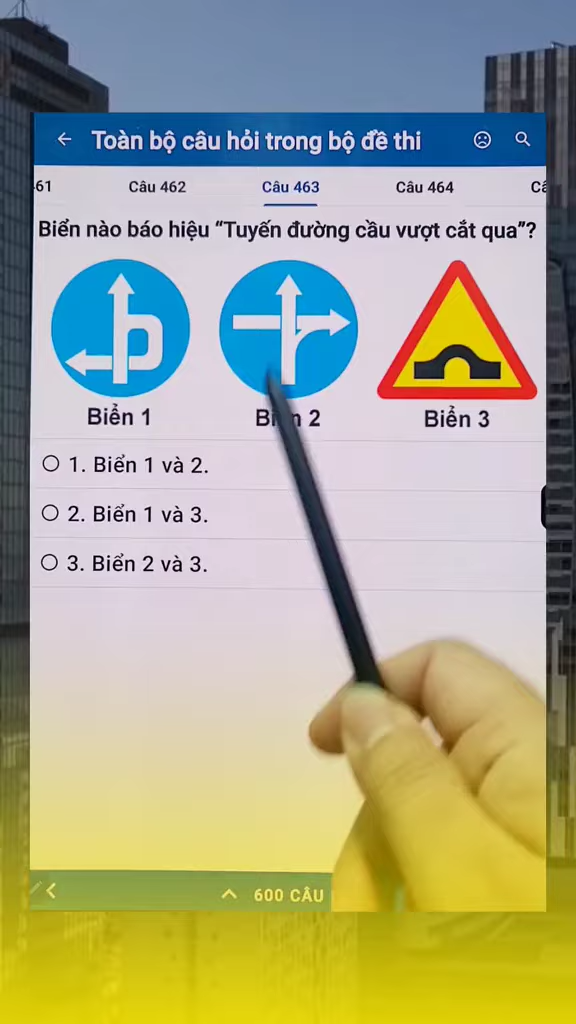 Toàn bộ câu hỏi trong bộ đề thi
Câu 462 Câu 463 Câu 464
Biển nào báo hiệu “Tuyến đường cầu vượt cắt qua”?
Biển 1 Biển 2 Biển 3
1. Biển 1 và 2.
2. Biển 1 và 3.
3. Biển 2 và 3.
600 CÂU